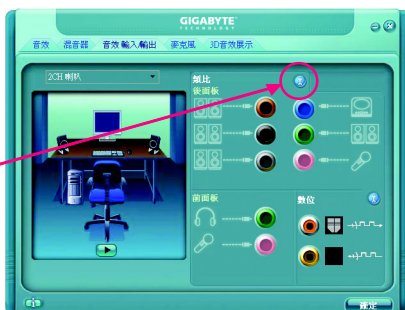 GIGABYTE
TECHNOLOGY
音效 混音器 音效輸入/輸出 麥克風 3D音效展示
2CH 喇叭
類比
後面板
前面板
數位
確定